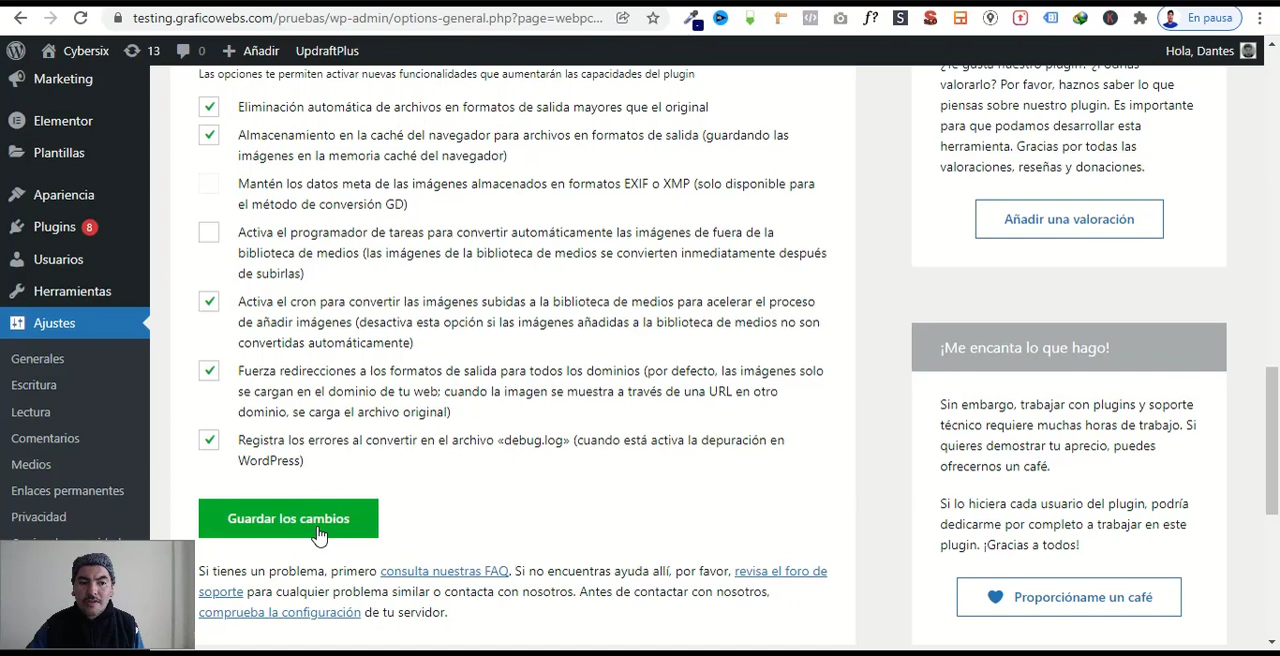 testing.graficowebs.com/pruebas/wp-admin/options-general.php?page=webpc...
f?
S
K
En pausa
Cybersix
13
0
Añadir
UpdraftPlus
Hola, Dantes
Marketing
Elementor
Plantillas
Apariencia
Plugins 8
Usuarios
Herramientas
Ajustes
Generales
Escritura
Lectura
Comentarios
Medios
Enlaces permanentes
Privacidad
Las opciones te permiten activar nuevas funcionalidades que aumentarán las capacidades del plugin
Eliminación automática de archivos en formatos de salida mayores que el original
Almacenamiento en la caché del navegador para archivos en formatos de salida (guardando las
imágenes en la memoria caché del navegador)
Mantén los datos meta de las imágenes almacenados en formatos EXIF o XMP (solo disponible para
el método de conversión GD)
Activa el programador de tareas para convertir automáticamente las imágenes de fuera de la
biblioteca de medios (las imágenes de la biblioteca de medios se convierten inmediatamente después
de subirlas)
Activa el cron para convertir las imágenes subidas a la biblioteca de medios para acelerar el proceso
de añadir imágenes (desactiva esta opción si las imágenes añadidas a la biblioteca de medios no son
convertidas automáticamente)
Fuerza redirecciones a los formatos de salida para todos los dominios (por defecto, las imágenes solo
se cargan en el dominio de tu web; cuando la imagen se muestra a través de una URL en otro
dominio, se carga el archivo original)
Registra los errores al convertir en el archivo «debug.log» (cuando está activa la depuración en
WordPress)
Guardar los cambios
Si tienes un problema, primero consulta nuestras FAQ. Si no encuentras ayuda allí, por favor, revisa el foro de
soporte para cualquier problema similar o contacta con nosotros. Antes de contactar con nosotros,
comprueba la configuración de tu servidor.
¿Te gusta nuestro plugin? ¿Podrías
valorarlo? Por favor, haznos saber lo que
piensas sobre nuestro plugin. Es importante
para que podamos desarrollar esta
herramienta. Gracias por todas las
valoraciones, reseñas y donaciones.
Añadir una valoración
¡Me encanta lo que hago!
Sin embargo, trabajar con plugins y soporte
técnico requiere muchas horas de trabajo. Si
quieres demostrar tu aprecio, puedes
ofrecernos un café.
Si lo hiciera cada usuario del plugin, podría
dedicarme por completo a trabajar en este
plugin. ¡Gracias a todos!
Proporcióname un café